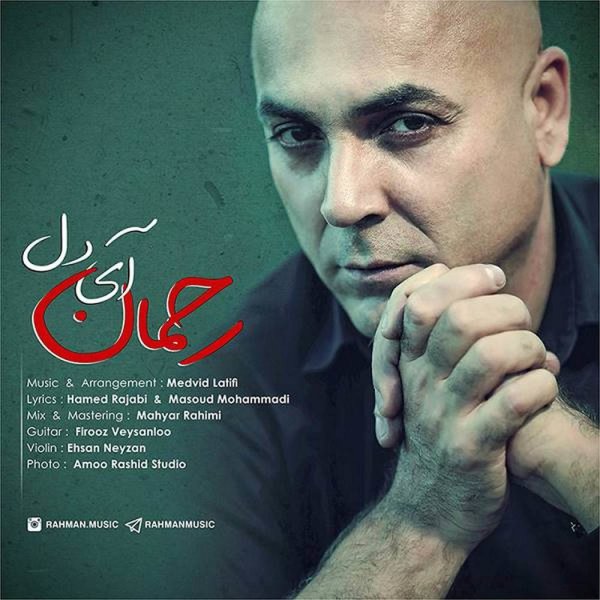 آی دل
رحمان
Music & Arrangement : Medvid Latifi
Lyrics : Hamed Rajabi & Masoud Mohammadi
Mix & Mastering : Mahyar Rahimi
Guitar : Firooz Veysanloo
Violin : Ehsan Neyzan
Photo : Amoo Rashid Studio
RAHMAN.MUSIC RAHMANMUSIC